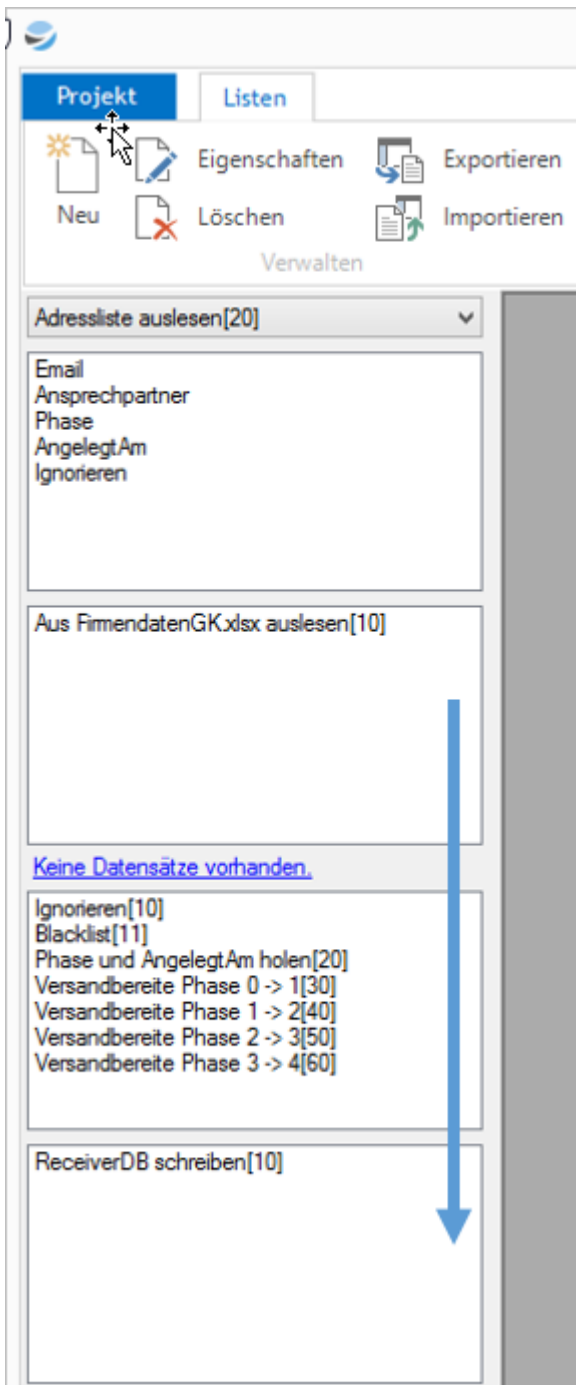 Projekt
Listen
Neu
Eigenschaften
Löschen
Exportieren
Importieren
Verwalten
Adressliste auslesen[20]
Email
Ansprechpartner
Phase
AngelegtAm
Ignorieren
Aus FirmendatenGK.xlsx auslesen[10]
Keine Datensätze vorhanden.
Ignorieren[10]
Blacklist[11]
Phase und AngelegtAm holen[20]
Versandbereite Phase 0 -> 1[30]
Versandbereite Phase 1 -> 2[40]
Versandbereite Phase 2 -> 3[50]
Versandbereite Phase 3 -> 4[60]
ReceiverDB schreiben[10]